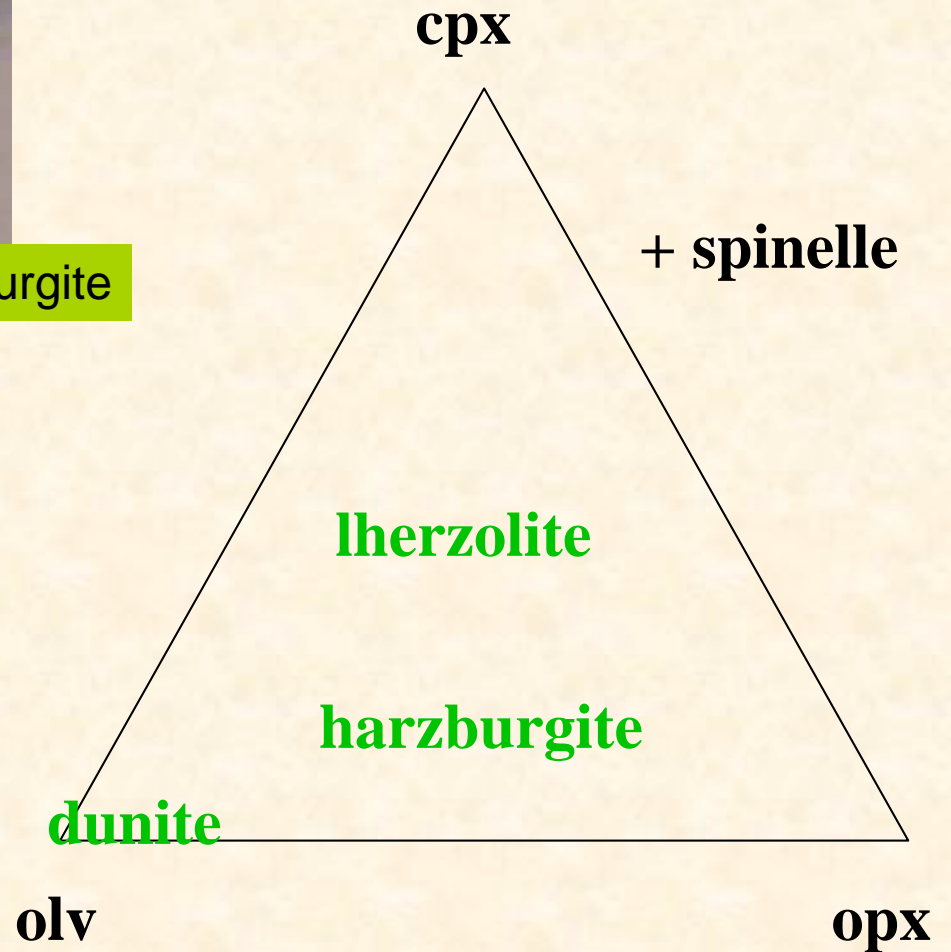 cpx
+ spinelle
urgite
lherzolite
harzburgite
dunite
olv
opx